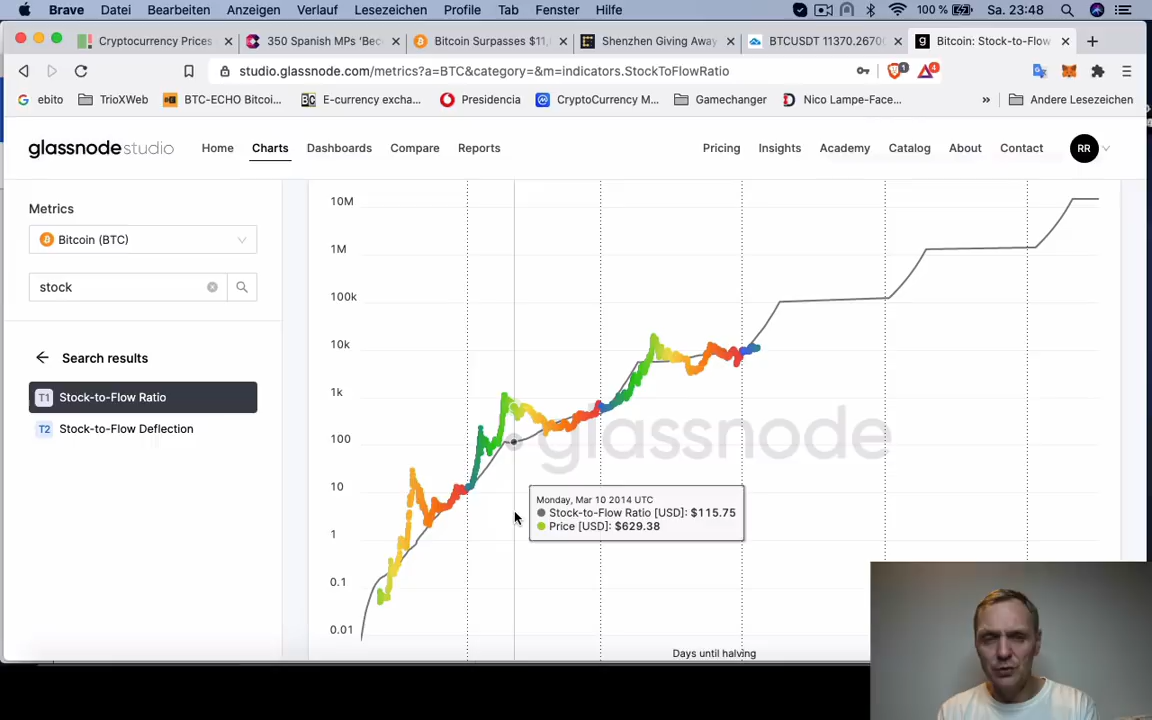 Brave Datei Bearbeiten Anzeigen Verlauf Lesezeichen Profile Tab Fenster Hilfe 100 % Sa. 23:48
Cryptocurrency Prices 350 Spanish MPs 'Bec Bitcoin Surpasses $11, Shenzhen Giving Away BTCUSDT 11370.2670 Bitcoin: Stock-to-Flow
studio.glassnode.com/metrics?a=BTC&category=&m=indicators.StockToFlowRatio 1 4
ebito TrioXWeb BTC-ECHO Bitcoi... E-currency excha... Presidencia CryptoCurrency M... Gamechanger Nico Lampe-Face... » Andere Lesezeichen
glassnodestudio Home Charts Dashboards Compare Reports Pricing Insights Academy Catalog About Contact RR
Metrics
Bitcoin (BTC)
stock
Search results
T1 Stock-to-Flow Ratio
T2 Stock-to-Flow Deflection
10M
1M
100k
10k
1k
100
10
1
0.1
0.01
glassnode
Monday, Mar 10 2014 UTC
Stock-to-Flow Ratio [USD]: $115.75
Price [USD]: $629.38
Days until halving